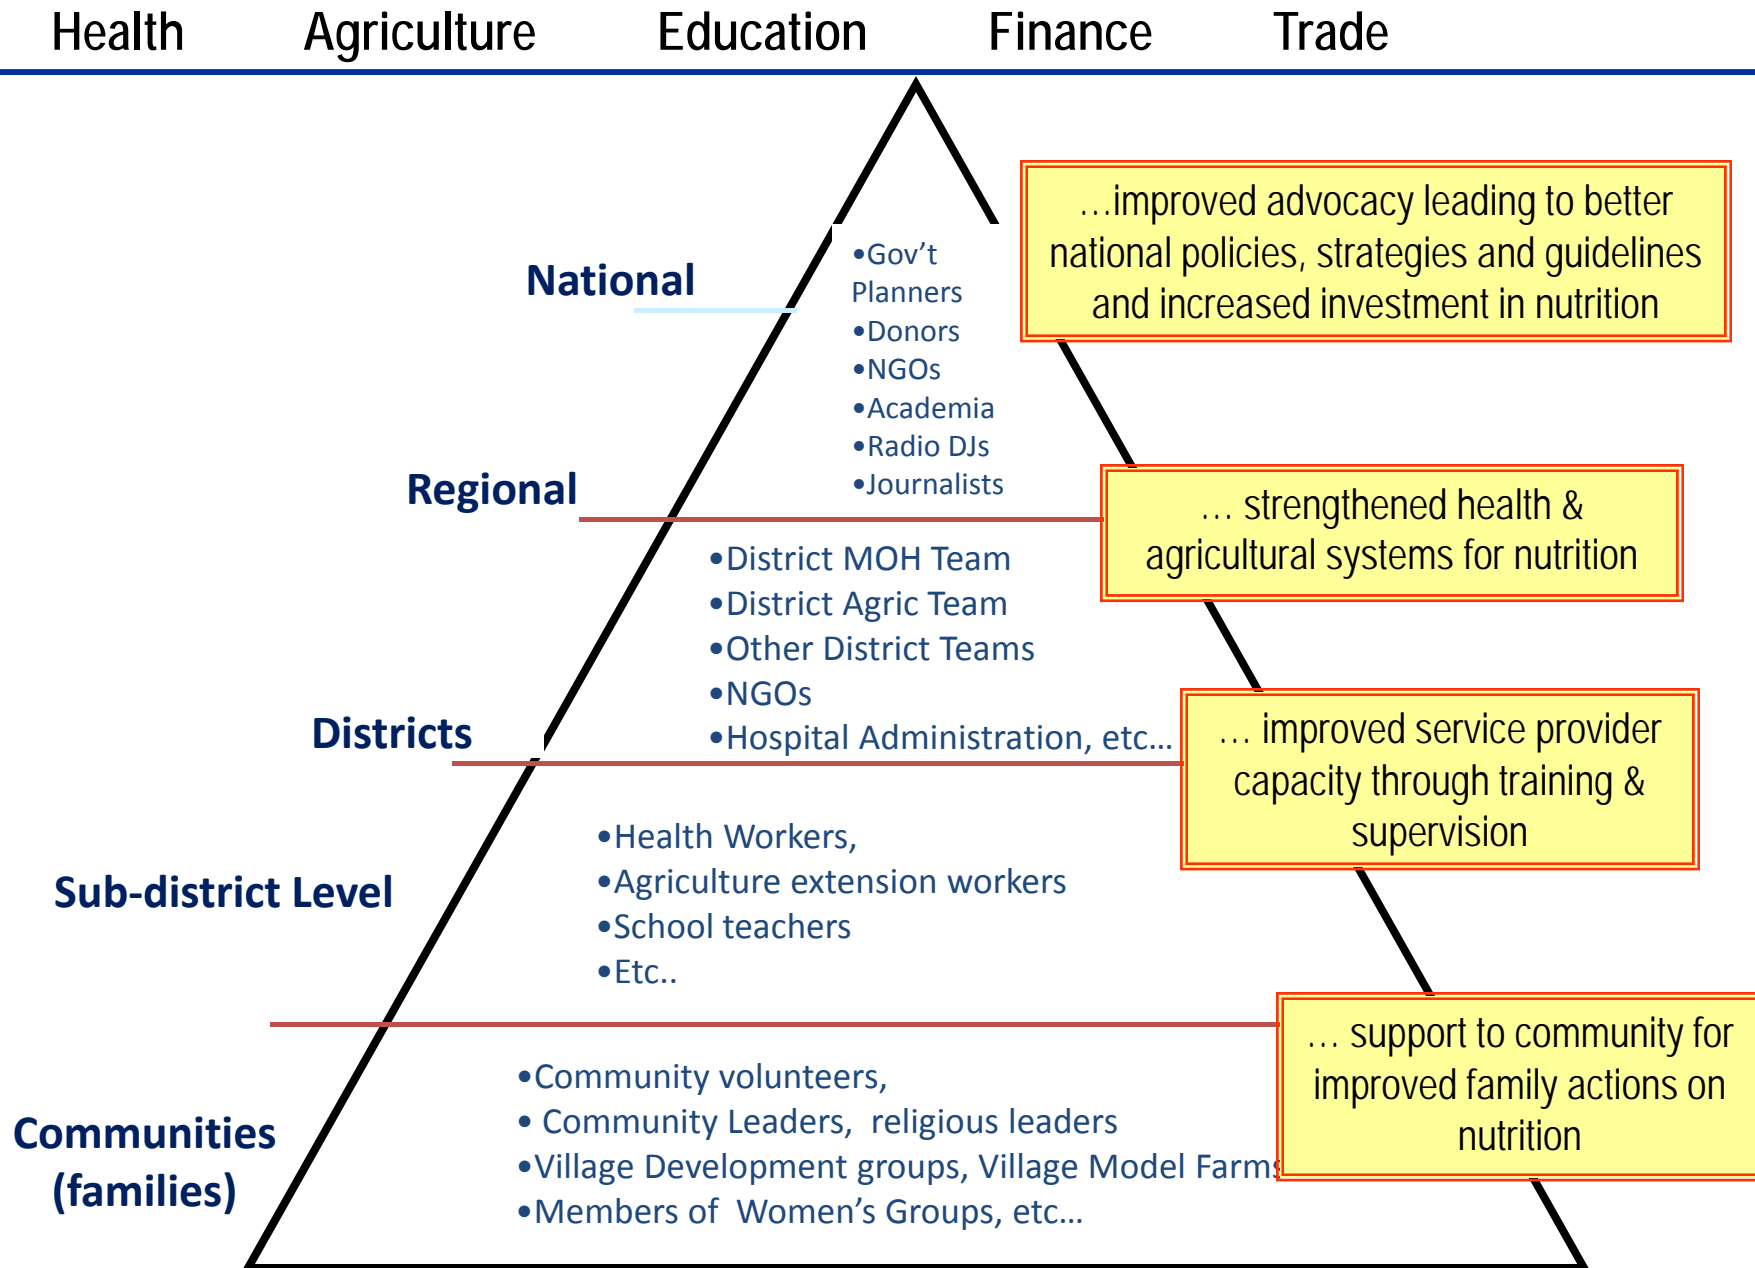 Health Agriculture Education Finance Trade
National
•Gov’t
Planners
•Donors
•NGOs
•Academia
•Radio DJs
•Journalists
…improved advocacy leading to better
national policies, strategies and guidelines
and increased investment in nutrition
Regional
… strengthened health &
agricultural systems for nutrition
•District MOH Team
•District Agric Team
•Other District Teams
•NGOs
•Hospital Administration, etc…
Districts
… improved service provider
capacity through training &
supervision
•Health Workers,
•Agriculture extension workers
•School teachers
•Etc..
Sub-district Level
… support to community for
improved family actions on
nutrition
•Community volunteers,
• Community Leaders, religious leaders
•Village Development groups, Village Model Farms
•Members of Women’s Groups, etc…
Communities
(families)